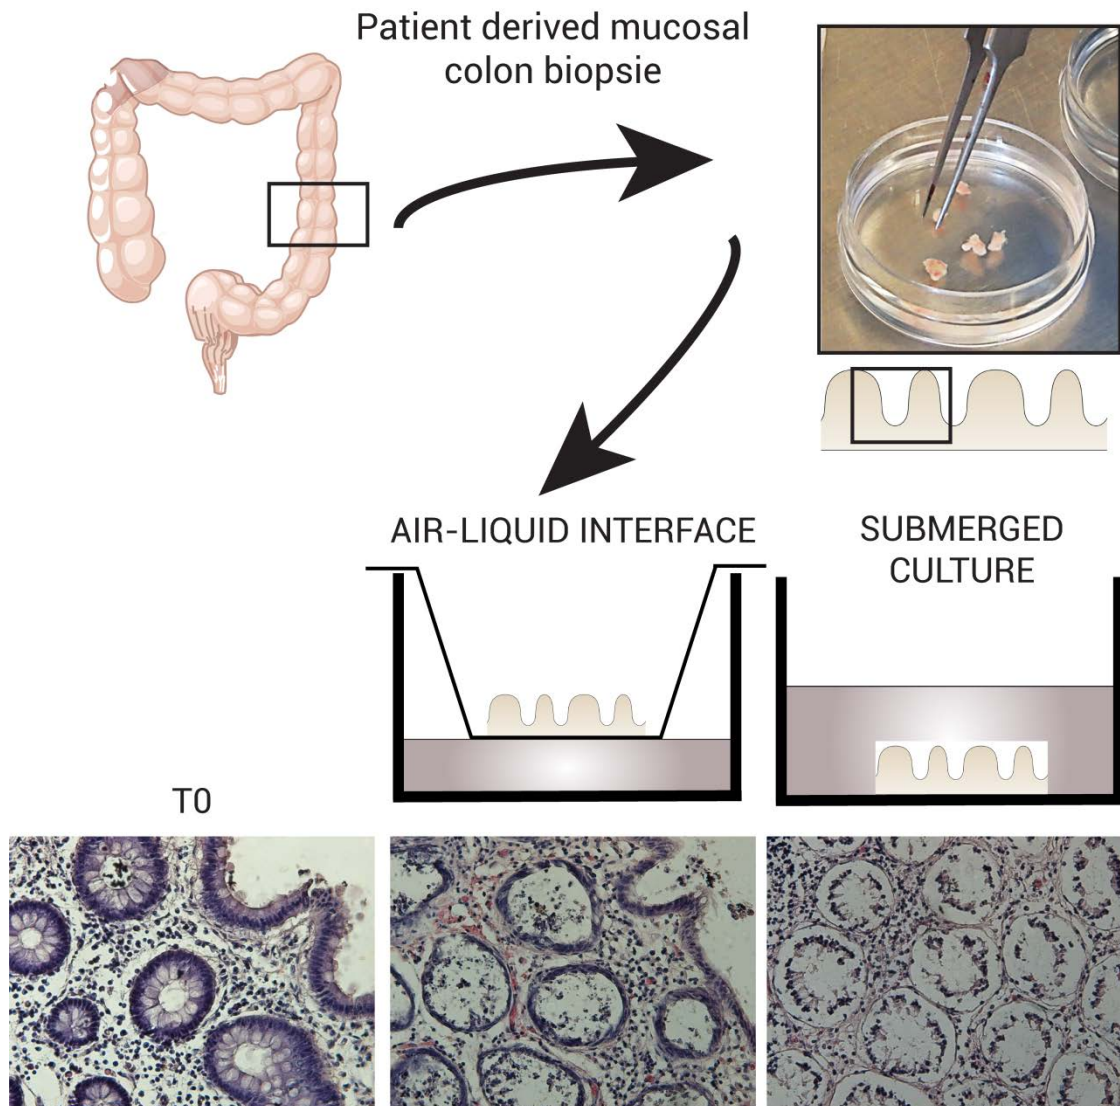 Patient derived mucosal
colon biopsie
AIR-LIQUID INTERFACE
SUBMERGED
CULTURE
T0